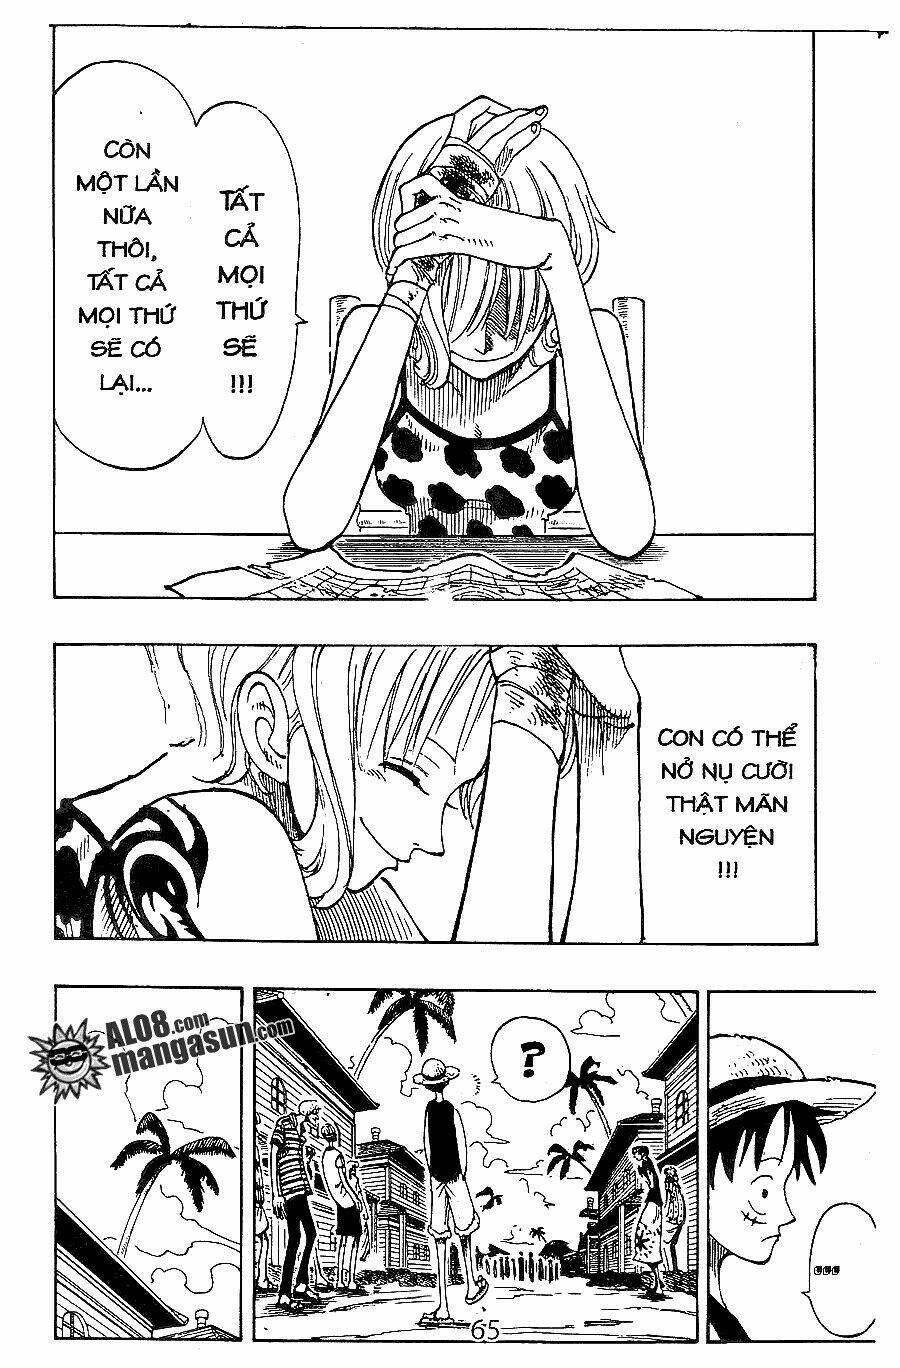 TẤT
CẢ
MỌI
THỨ
SẼ
!!!
CÒN
MỘT LẦN
NỮA
THÔI,
TẤT CẢ
MỌI THỨ
SẼ CÓ
LẠI...
CON CÓ THỂ
NỞ NỤ CƯỜI
THẬT MÃN
NGUYỆN
!!!
ALO8.com
mangasun.com
?
...
65